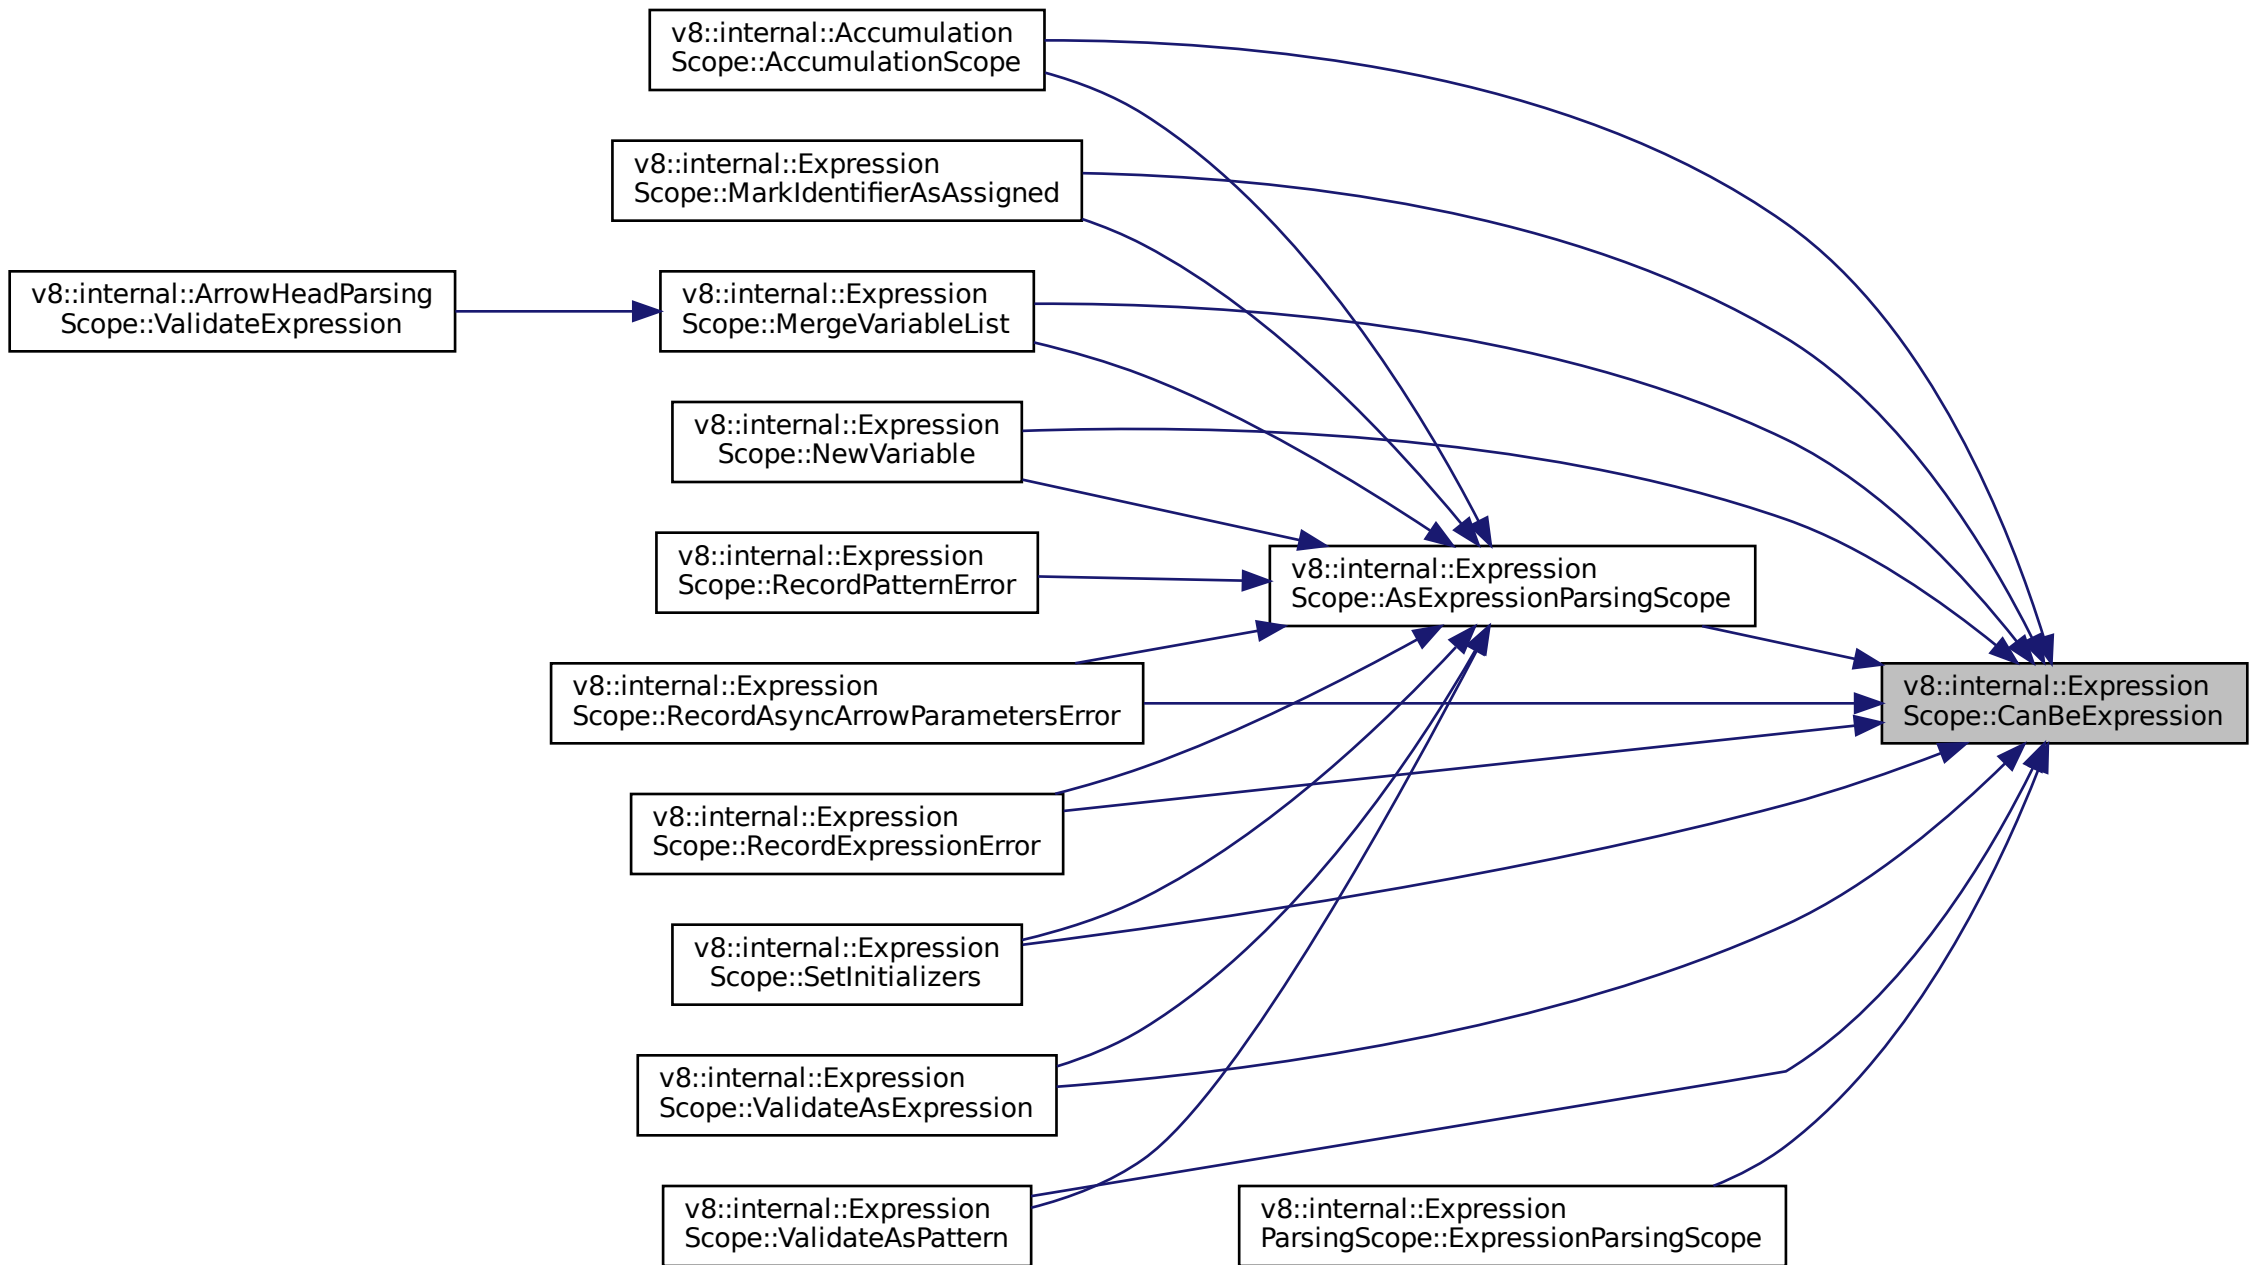 v8::internal::Accumulation
Scope::AccumulationScope
v8::internal::Expression
Scope::MarkIdentifierAsAssigned
v8::internal::ArrowHeadParsing
Scope::ValidateExpression
v8::internal::Expression
Scope::MergeVariableList
v8::internal::Expression
Scope::NewVariable
v8::internal::Expression
Scope::RecordPatternError
v8::internal::Expression
Scope::AsExpressionParsingScope
v8::internal::Expression
Scope::RecordAsyncArrowParametersError
v8::internal::Expression
Scope::CanBeExpression
v8::internal::Expression
Scope::RecordExpressionError
v8::internal::Expression
Scope::SetInitializers
v8::internal::Expression
Scope::ValidateAsExpression
v8::internal::Expression
Scope::ValidateAsPattern
v8::internal::Expression
ParsingScope::ExpressionParsingScope